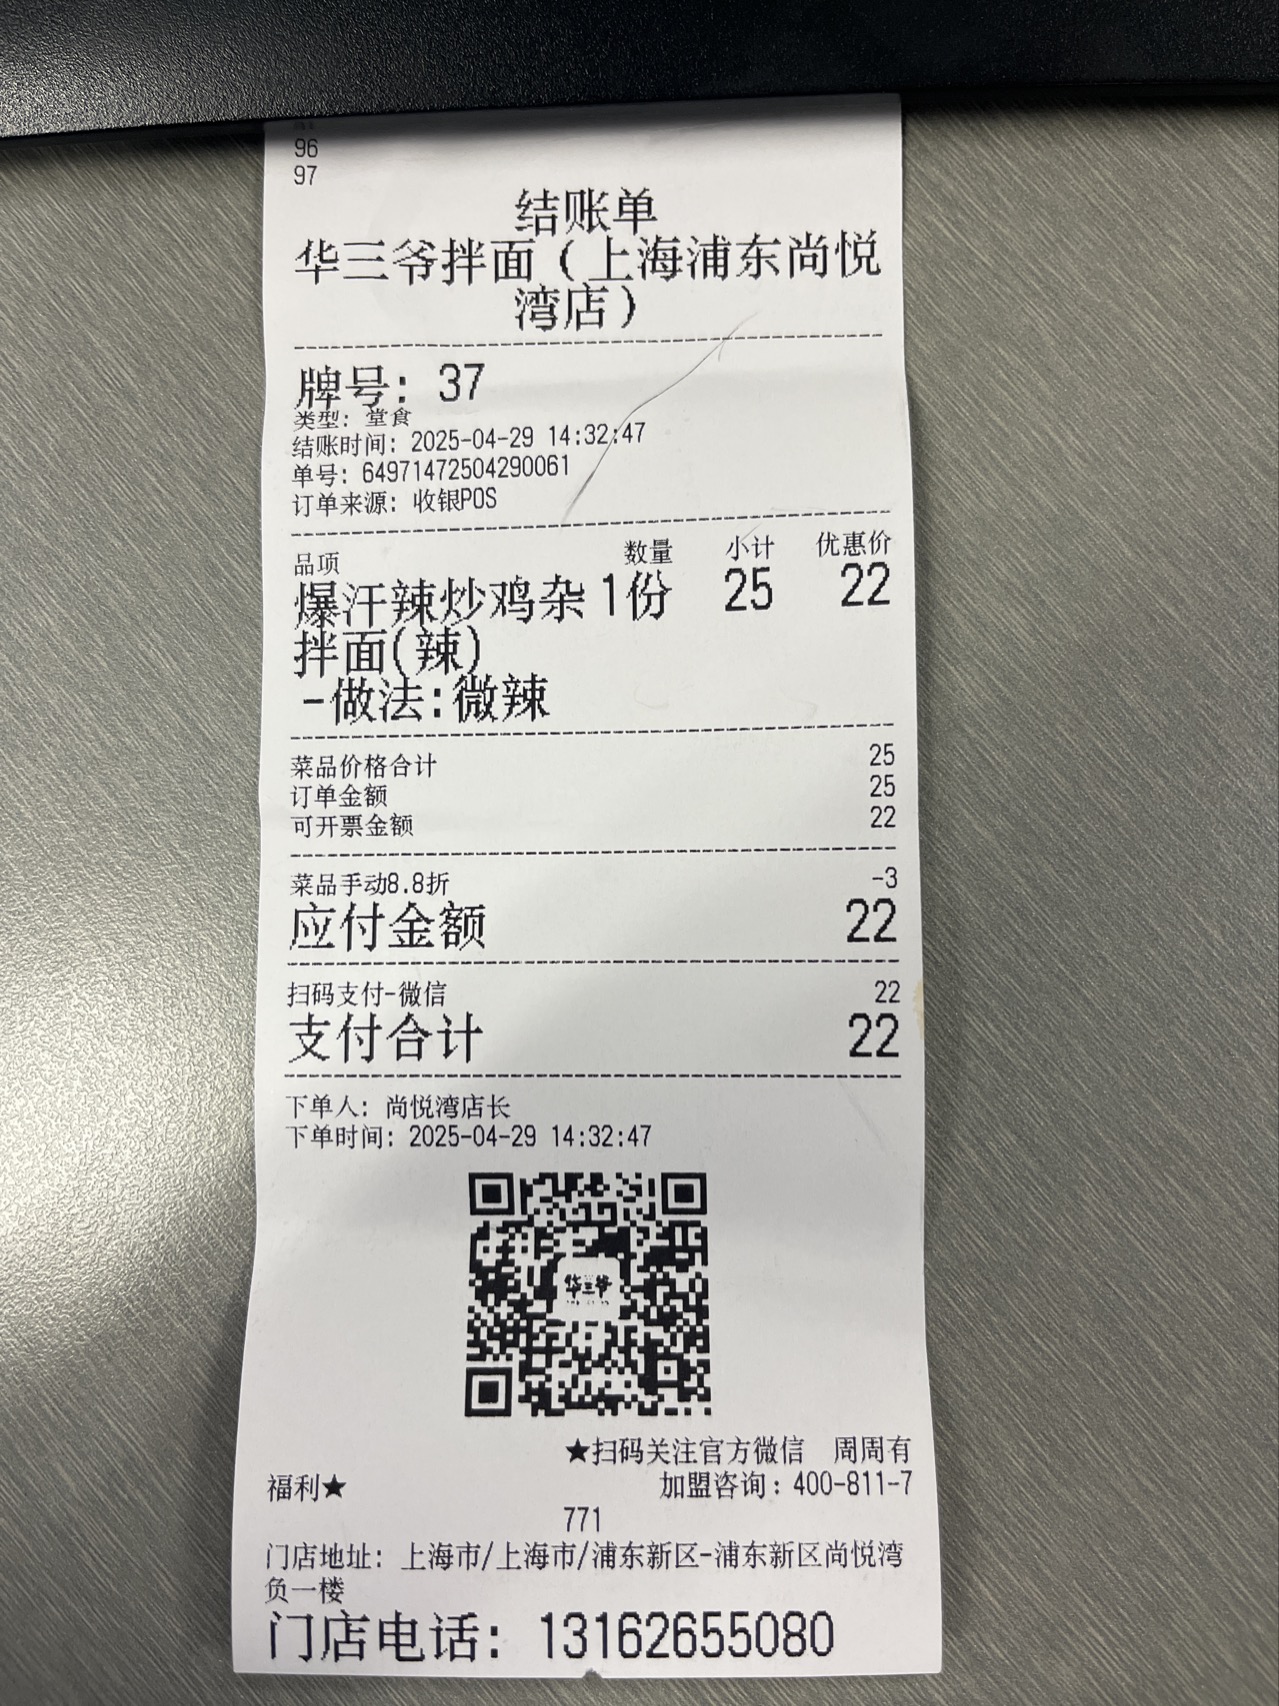 96
97
结账单
华三爷拌面（上海浦东尚悦
湾店）
牌号: 37
类型: 堂食
结账时间: 2025-04-29 14:32:47
单号: 64971472504290061
订单来源: 收银POS
品项 数量 小计 优惠价
爆汗辣炒鸡杂 1份 25 22
拌面(辣)
-做法:微辣
菜品价格合计 25
订单金额 25
可开票金额 22
菜品手动8.8折 -3
应付金额 22
扫码支付-微信 22
支付合计 22
下单人: 尚悦湾店长
下单时间: 2025-04-29 14:32:47
华三爷
★扫码关注官方微信 周周有
福利★ 加盟咨询: 400-811-7
771
门店地址: 上海市/上海市/浦东新区-浦东新区尚悦湾
负一楼
门店电话: 13162655080